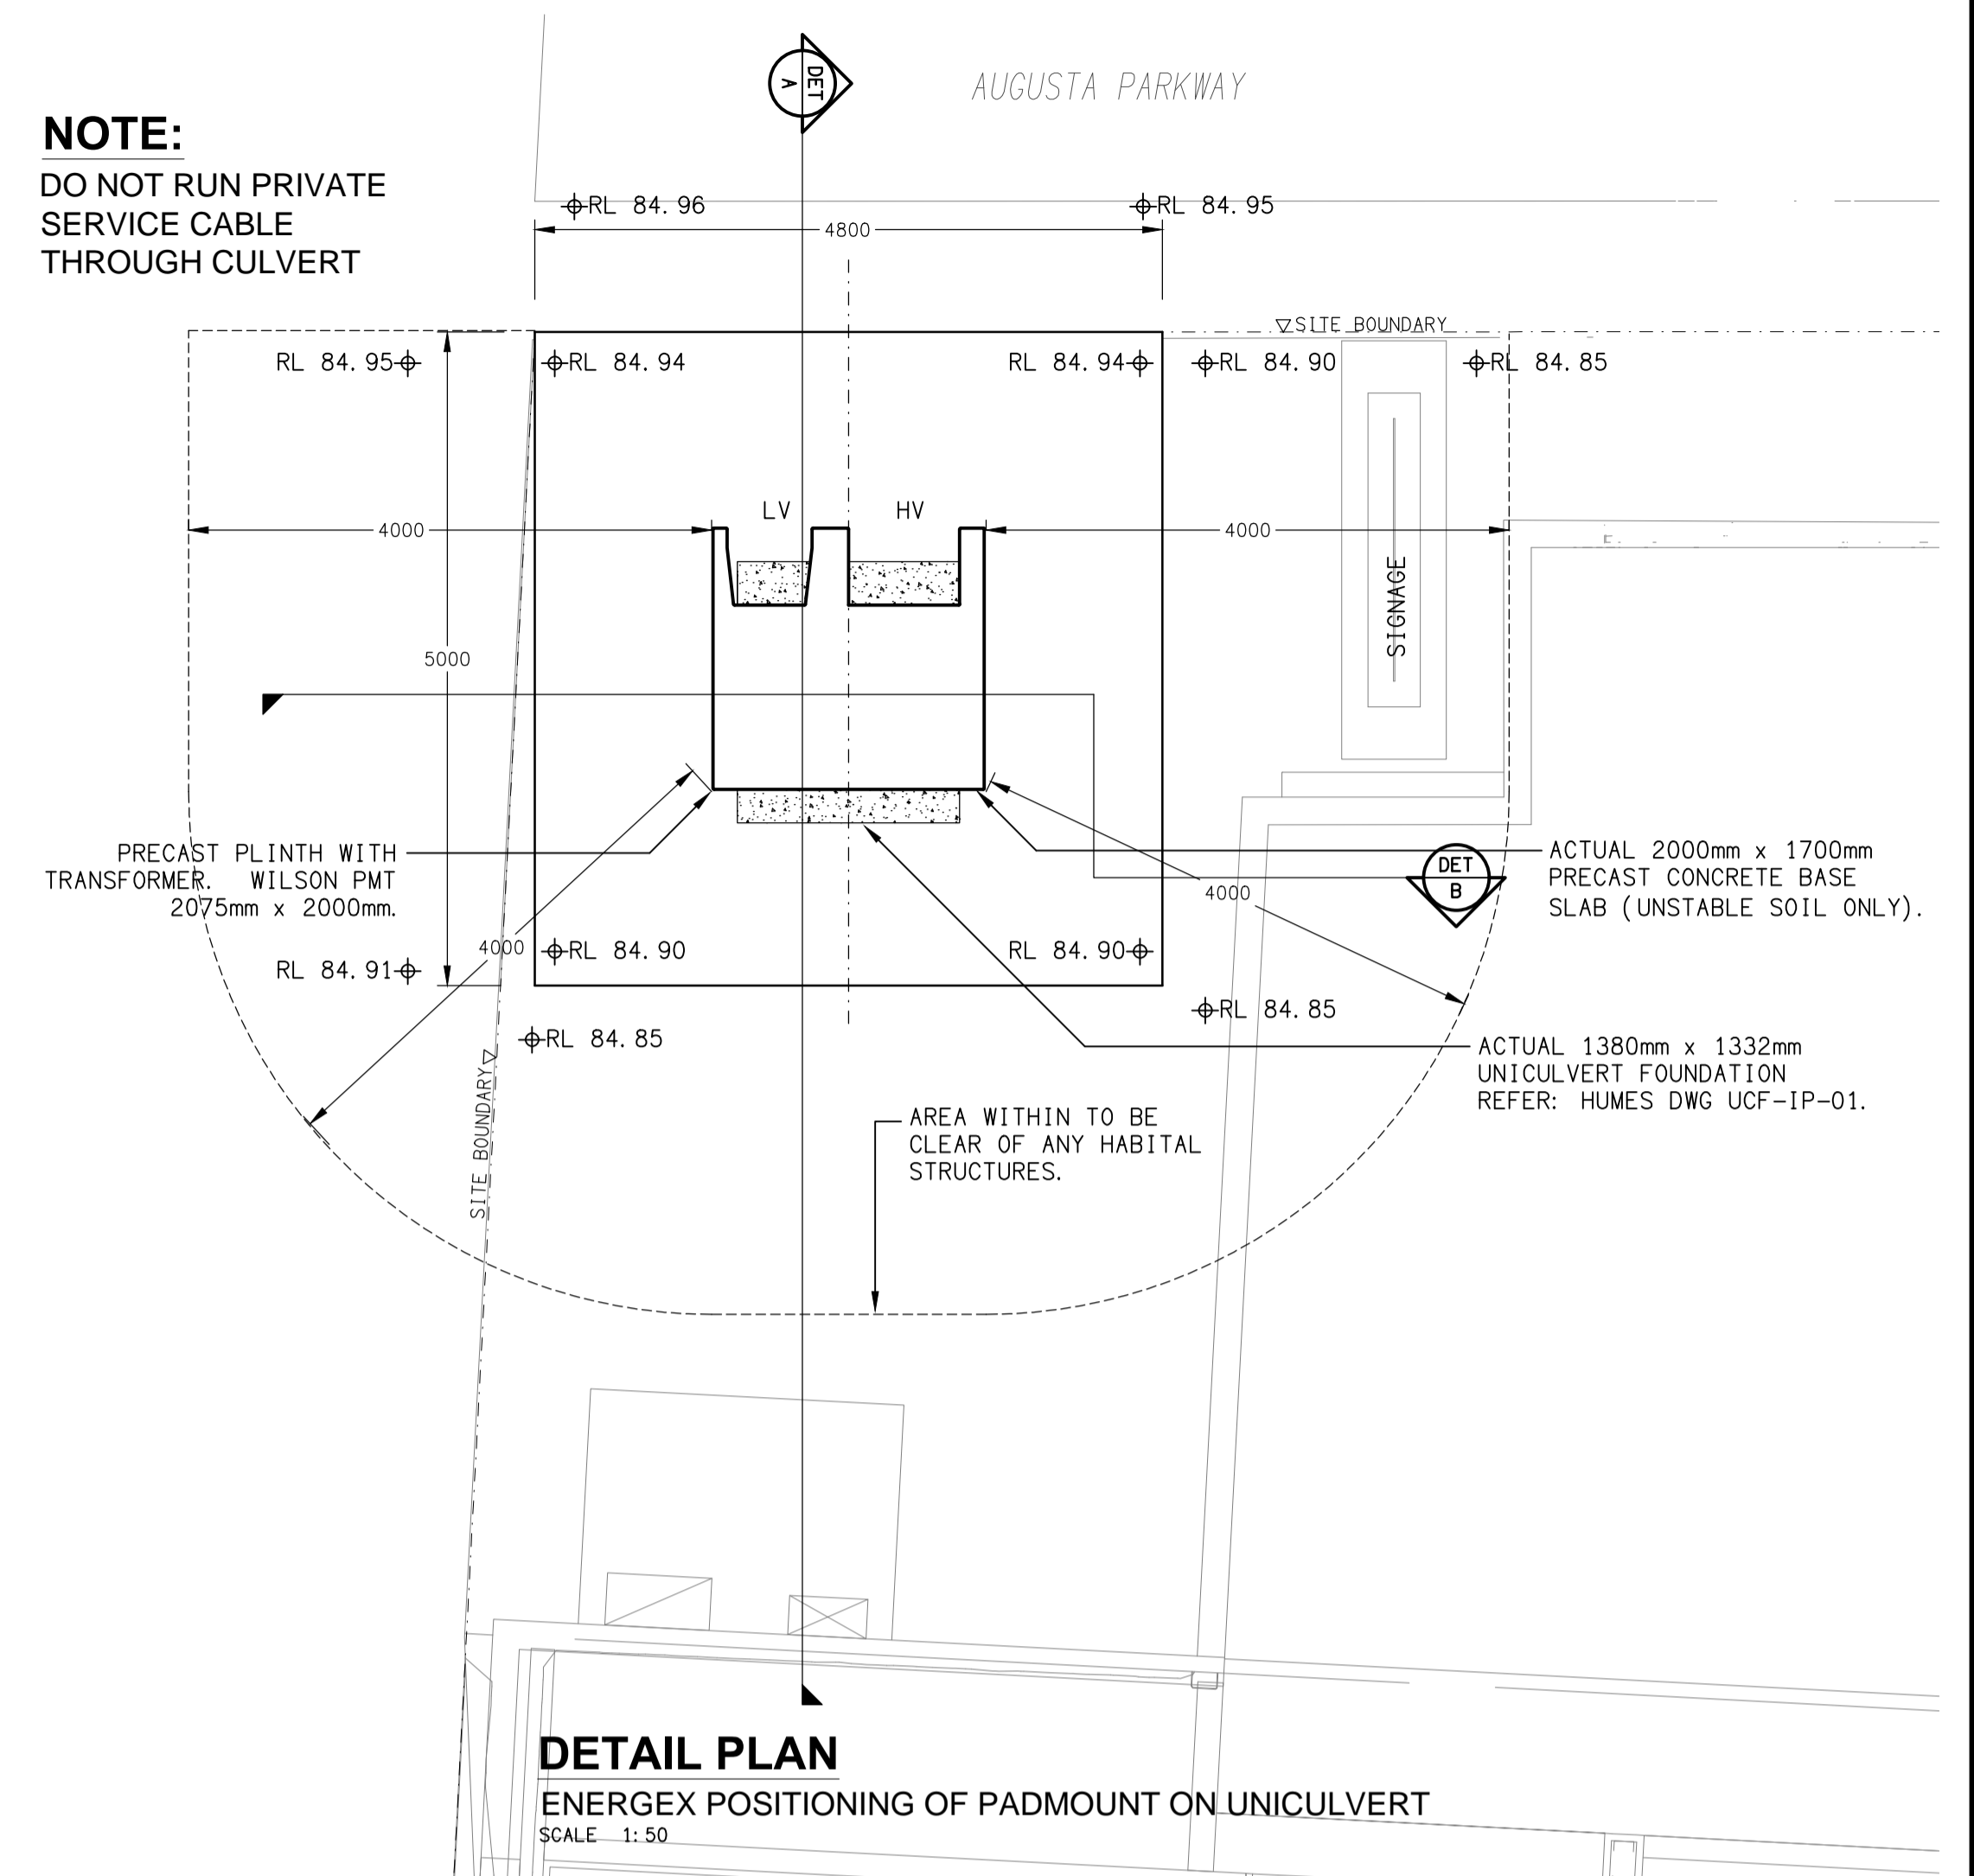 DET
A
AUGUSTA PARKWAY
NOTE:
DO NOT RUN PRIVATE
SERVICE CABLE
THROUGH CULVERT
RL 84.96
RL 84.95
4800
SITE BOUNDARY
RL 84.95
RL 84.94
RL 84.94
RL 84.90
RL 84.85
LV
HV
4000
4000
SIGNAGE
5000
PRECAST PLINTH WITH
TRANSFORMER. WILSON PMT
2075mm x 2000mm.
ACTUAL 2000mm x 1700mm
PRECAST CONCRETE BASE
SLAB (UNSTABLE SOIL ONLY).
DET
B
4000
4000
RL 84.90
RL 84.90
RL 84.91
RL 84.85
RL 84.85
ACTUAL 1380mm x 1332mm
UNICULVERT FOUNDATION
REFER: HUMES DWG UCF-IP-01.
SITE BOUNDARY
AREA WITHIN TO BE
CLEAR OF ANY HABITAL
STRUCTURES.
DETAIL PLAN
ENERGEX POSITIONING OF PADMOUNT ON UNICULVERT
SCALE 1:50